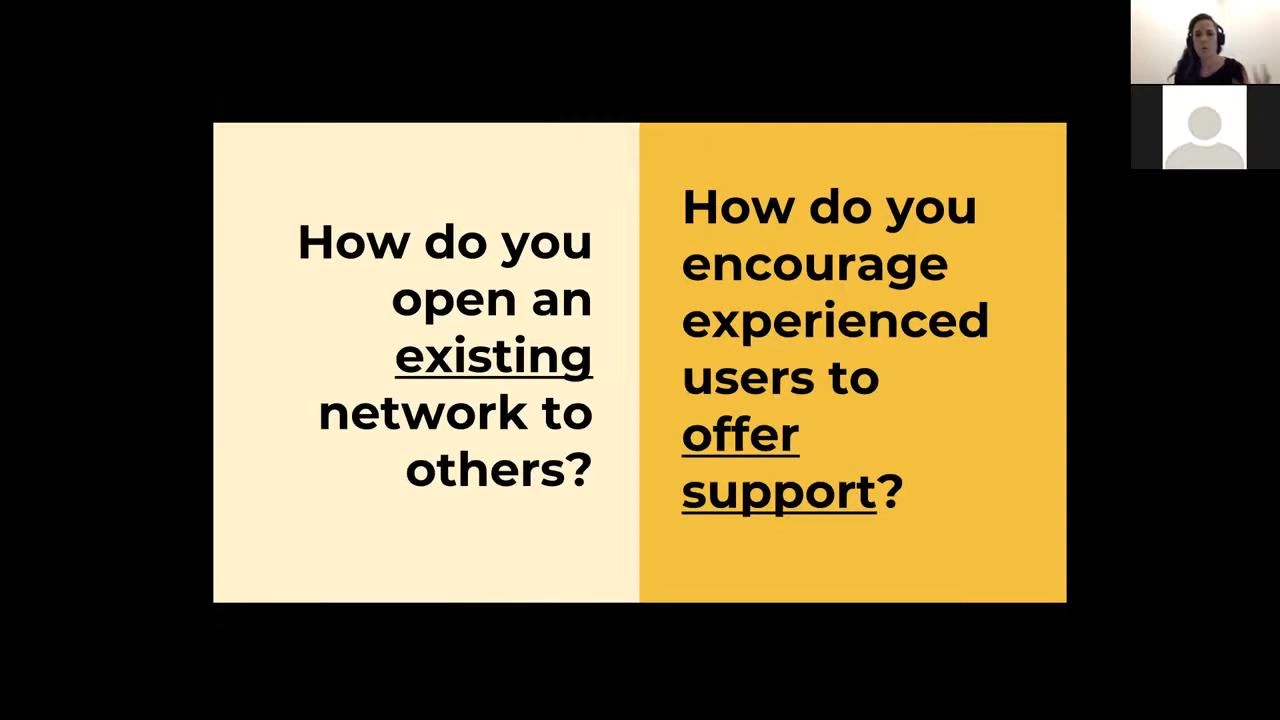 How do you
open an
existing
network to
others?
How do you
encourage
experienced
users to
offer
support?